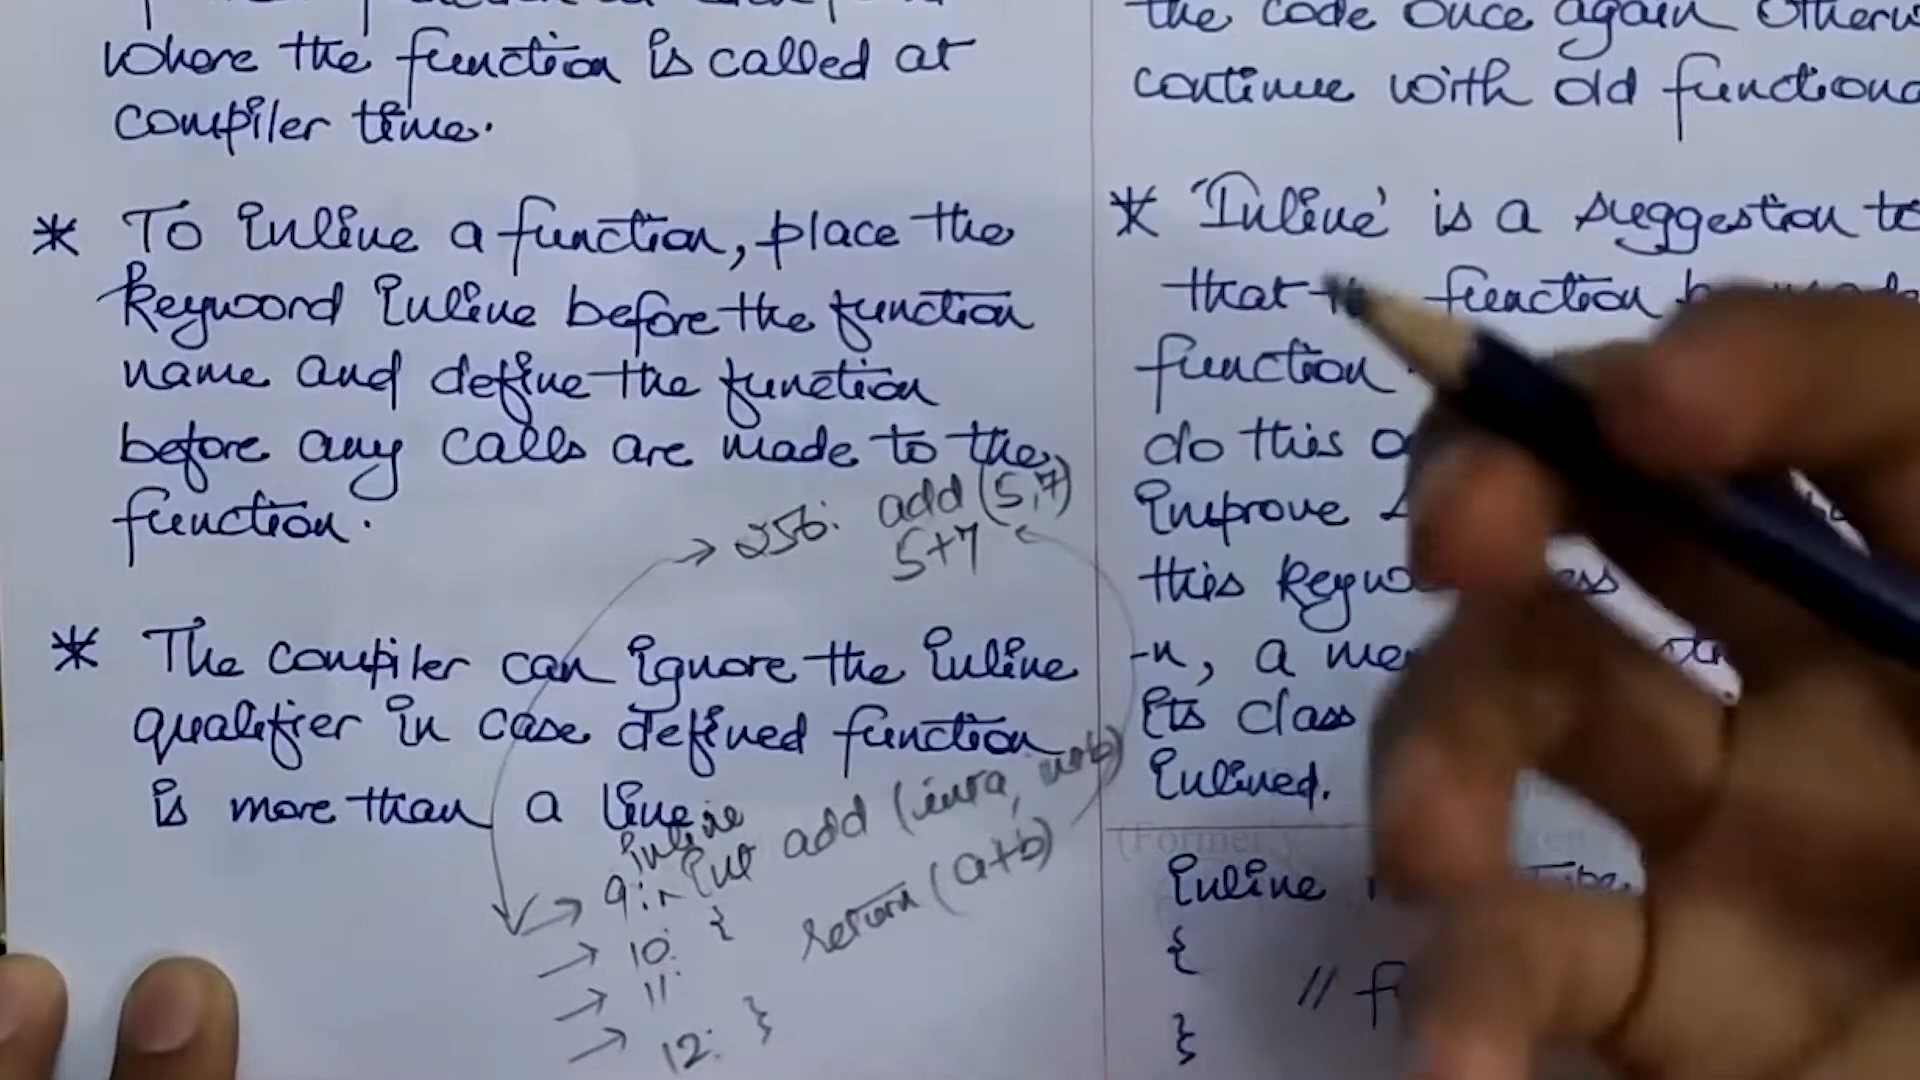 where the function is called at
compiler time.
* To inline a function, place the
keyword inline before the function
name and define the function
before any calls are made to the
function.
256: add (5,7)
5+7
* The compiler can ignore the inline
qualifier in case defined function
is more than a line
inline
9: int add (int a, int b)
10: {
return (a+b)
11:
12: }
the code once again
continue with old
* 'Inline' is a suggestion to
that function
function
do this
improve
this
-n, a
its class
inlined.
(Formerly
inline
{
//
}